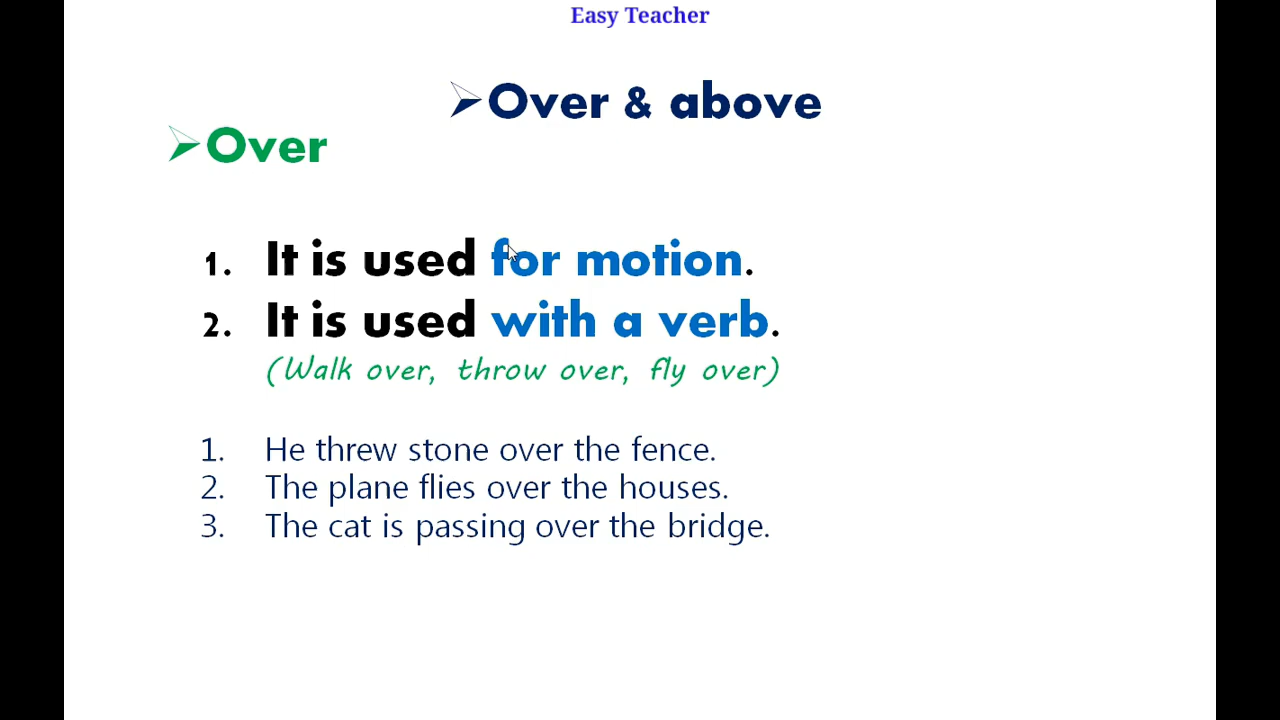 Easy Teacher
Over & above
Over
1. It is used for motion.
2. It is used with a verb.
(Walk over, throw over, fly over)
1. He threw stone over the fence.
2. The plane flies over the houses.
3. The cat is passing over the bridge.